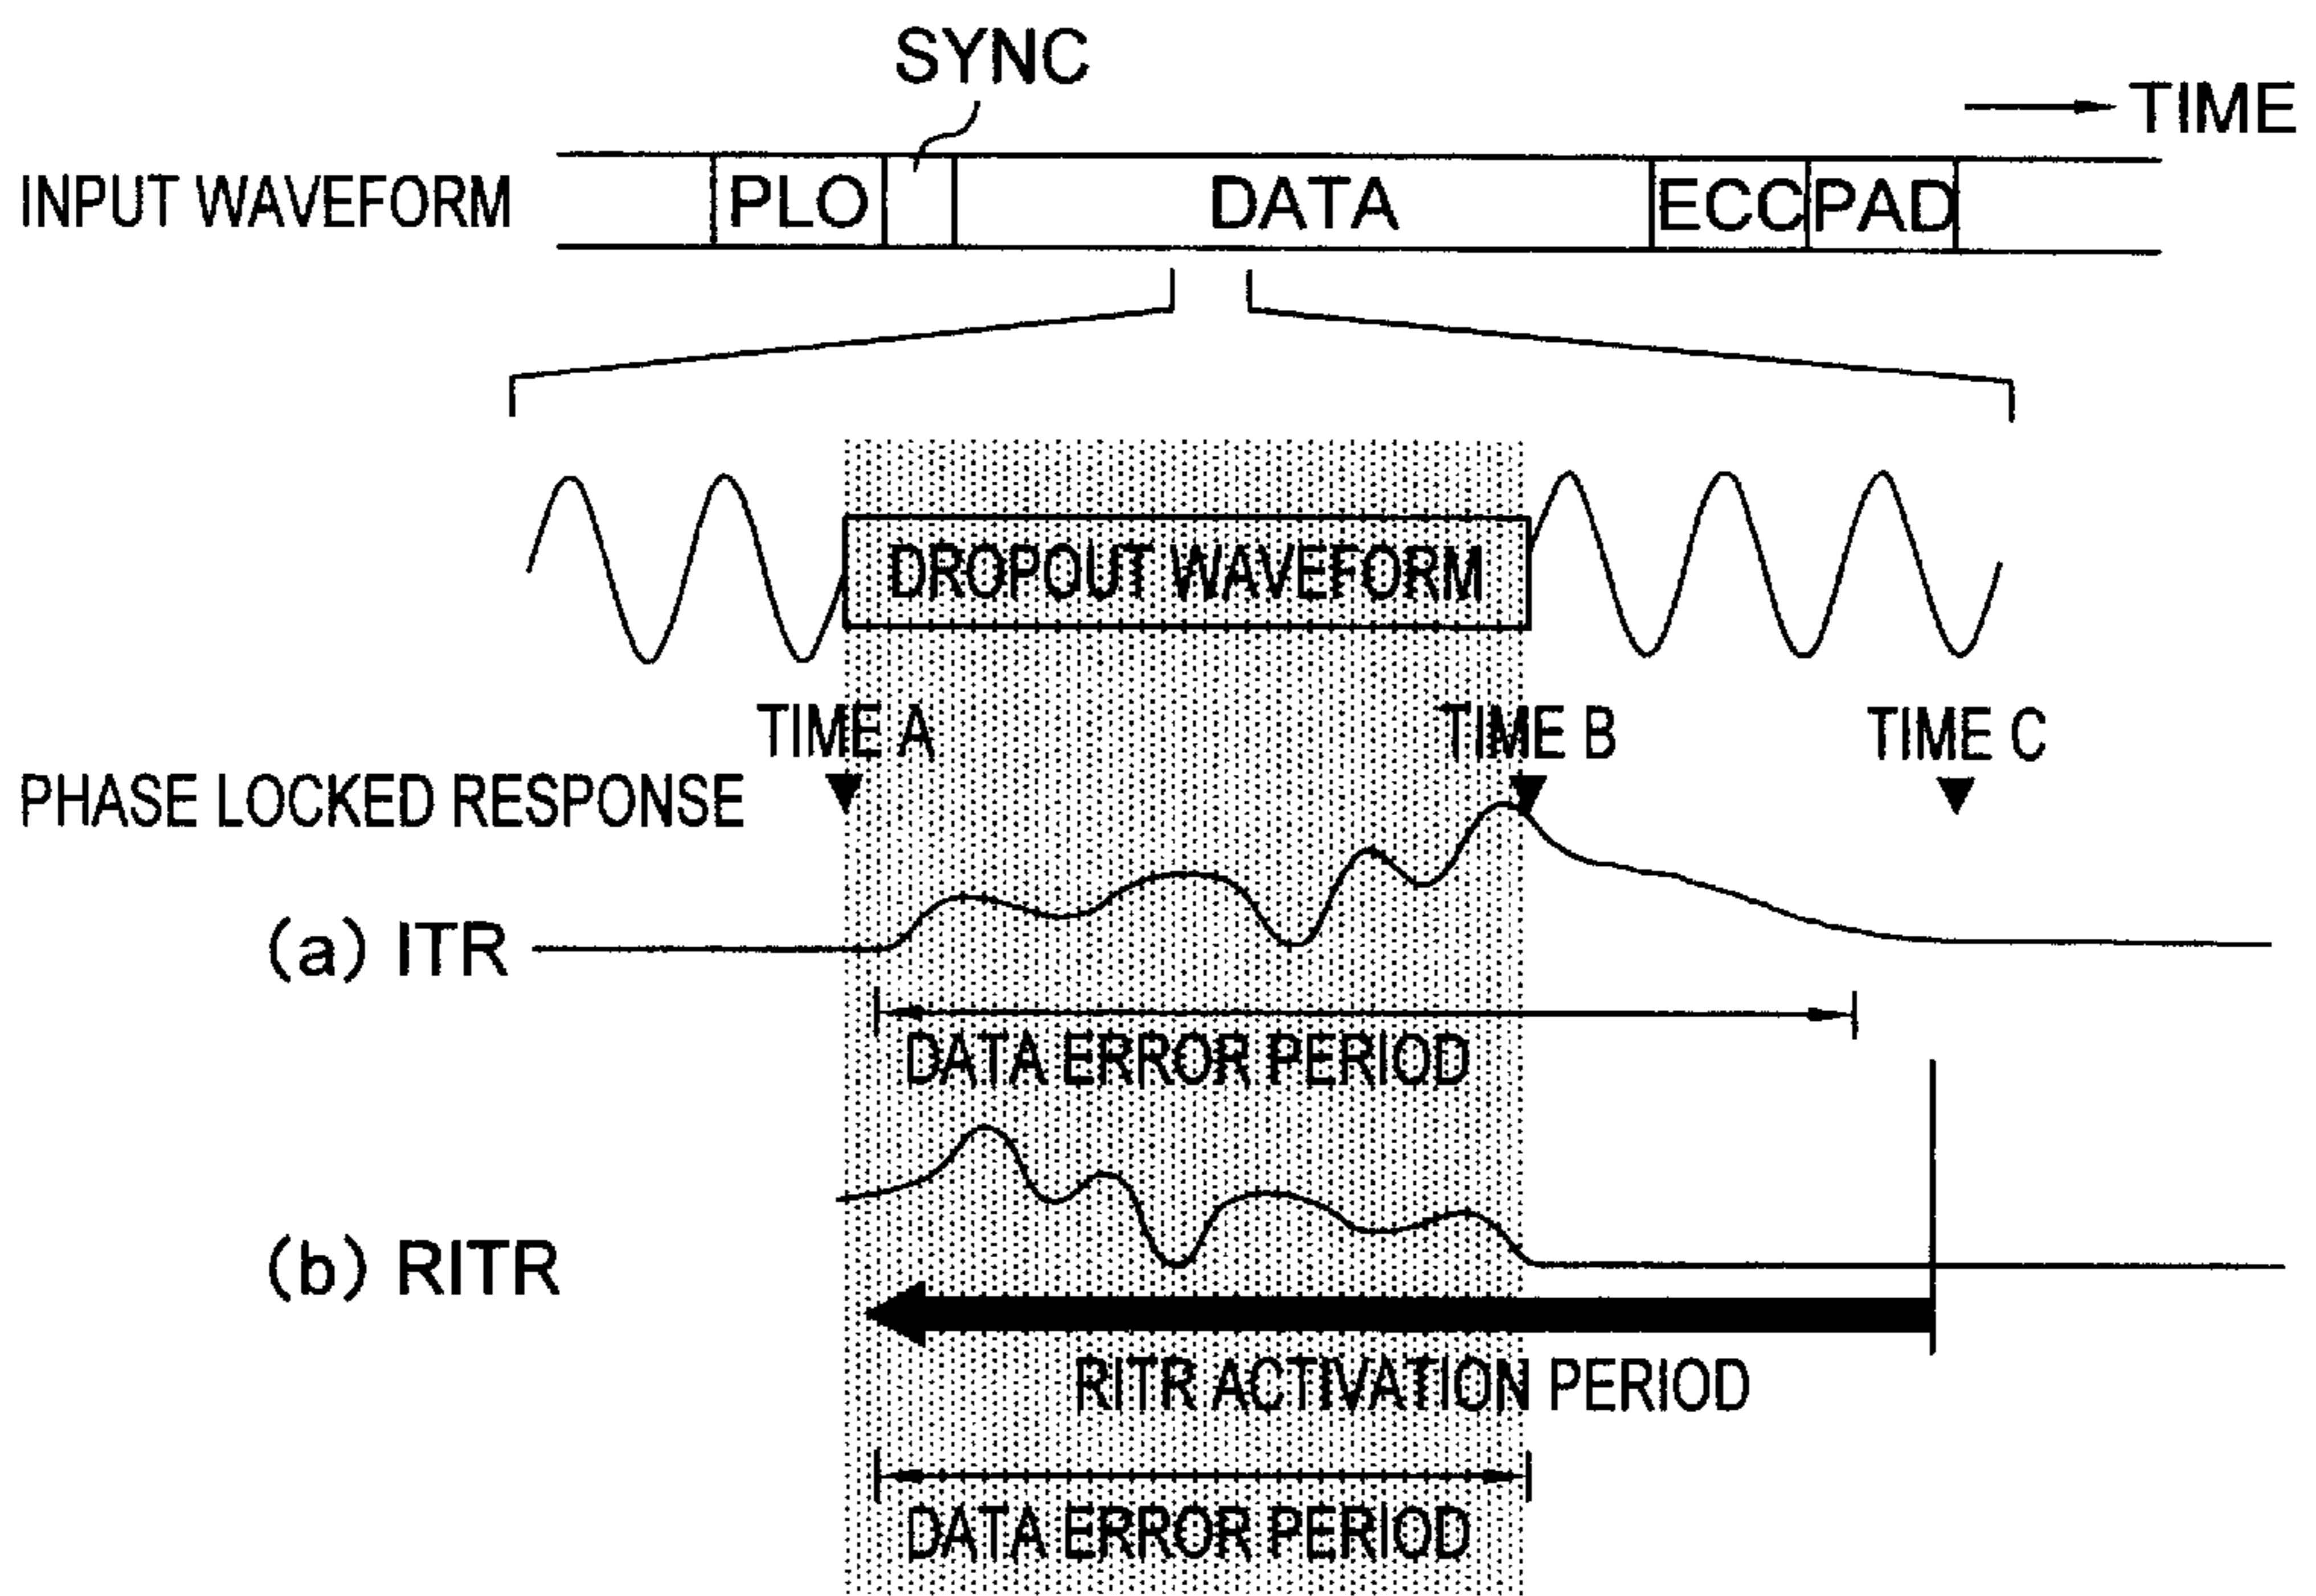 SYNC
TIME
INPUT WAVEFORM
PLO
DATA
ECC
PAD
DROPOUT WAVEFORM
TIME A
TIME B
TIME C
PHASE LOCKED RESPONSE
(a) ITR
DATA ERROR PERIOD
(b) RITR
RITR ACTIVATION PERIOD
DATA ERROR PERIOD